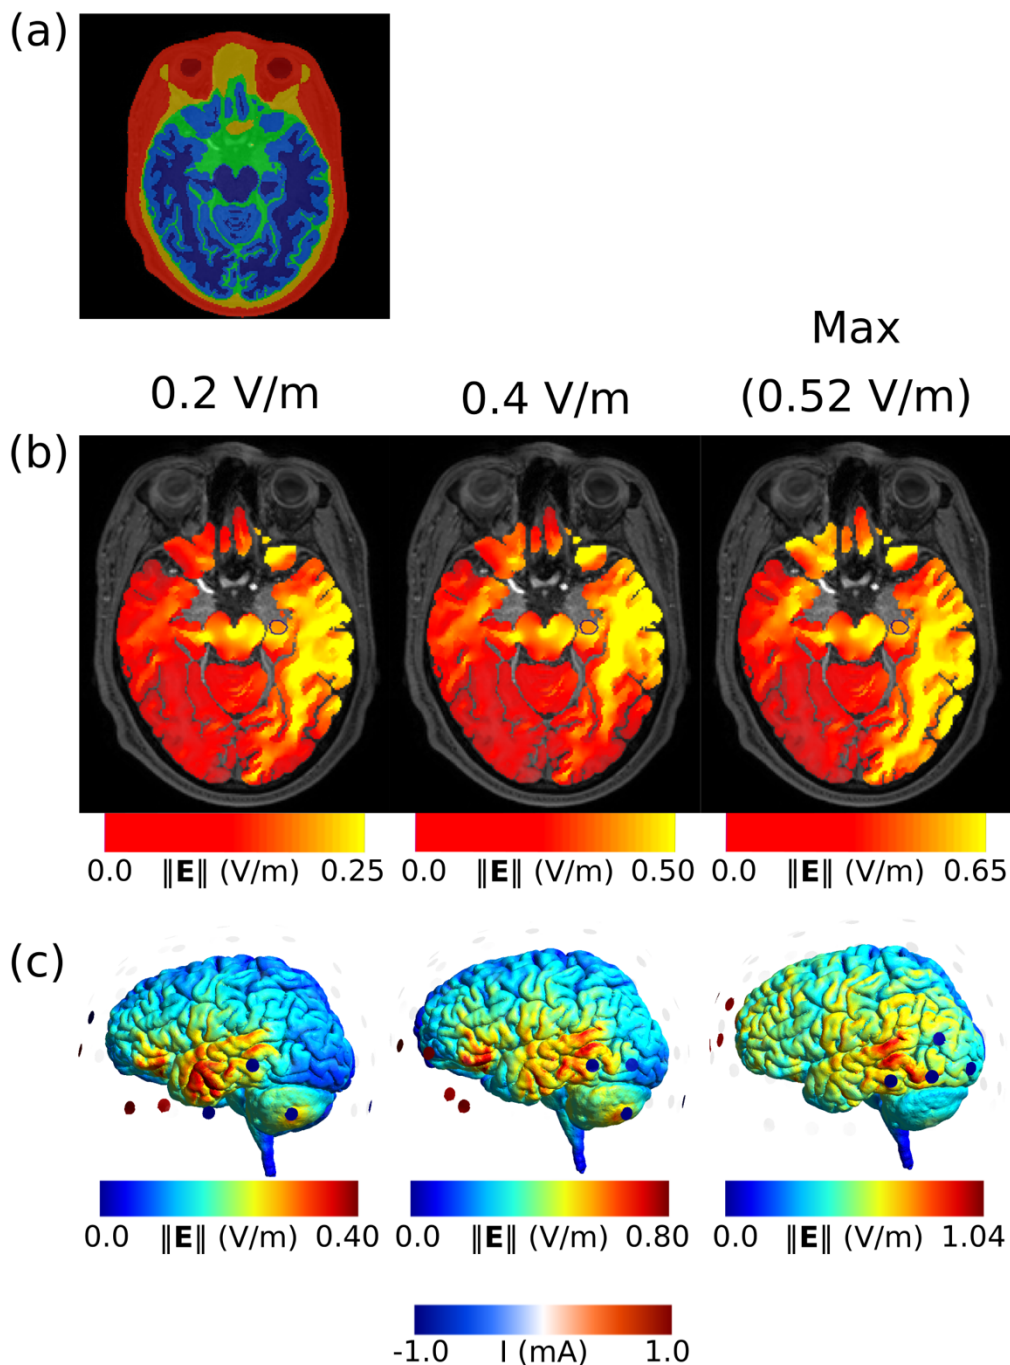 (a)
Max
0.2 V/m 0.4 V/m (0.52 V/m)
(b)
0.0 ‖E‖ (V/m) 0.25 0.0 ‖E‖ (V/m) 0.50 0.0 ‖E‖ (V/m) 0.65
(c)
0.0 ‖E‖ (V/m) 0.40 0.0 ‖E‖ (V/m) 0.80 0.0 ‖E‖ (V/m) 1.04
-1.0 I (mA) 1.0